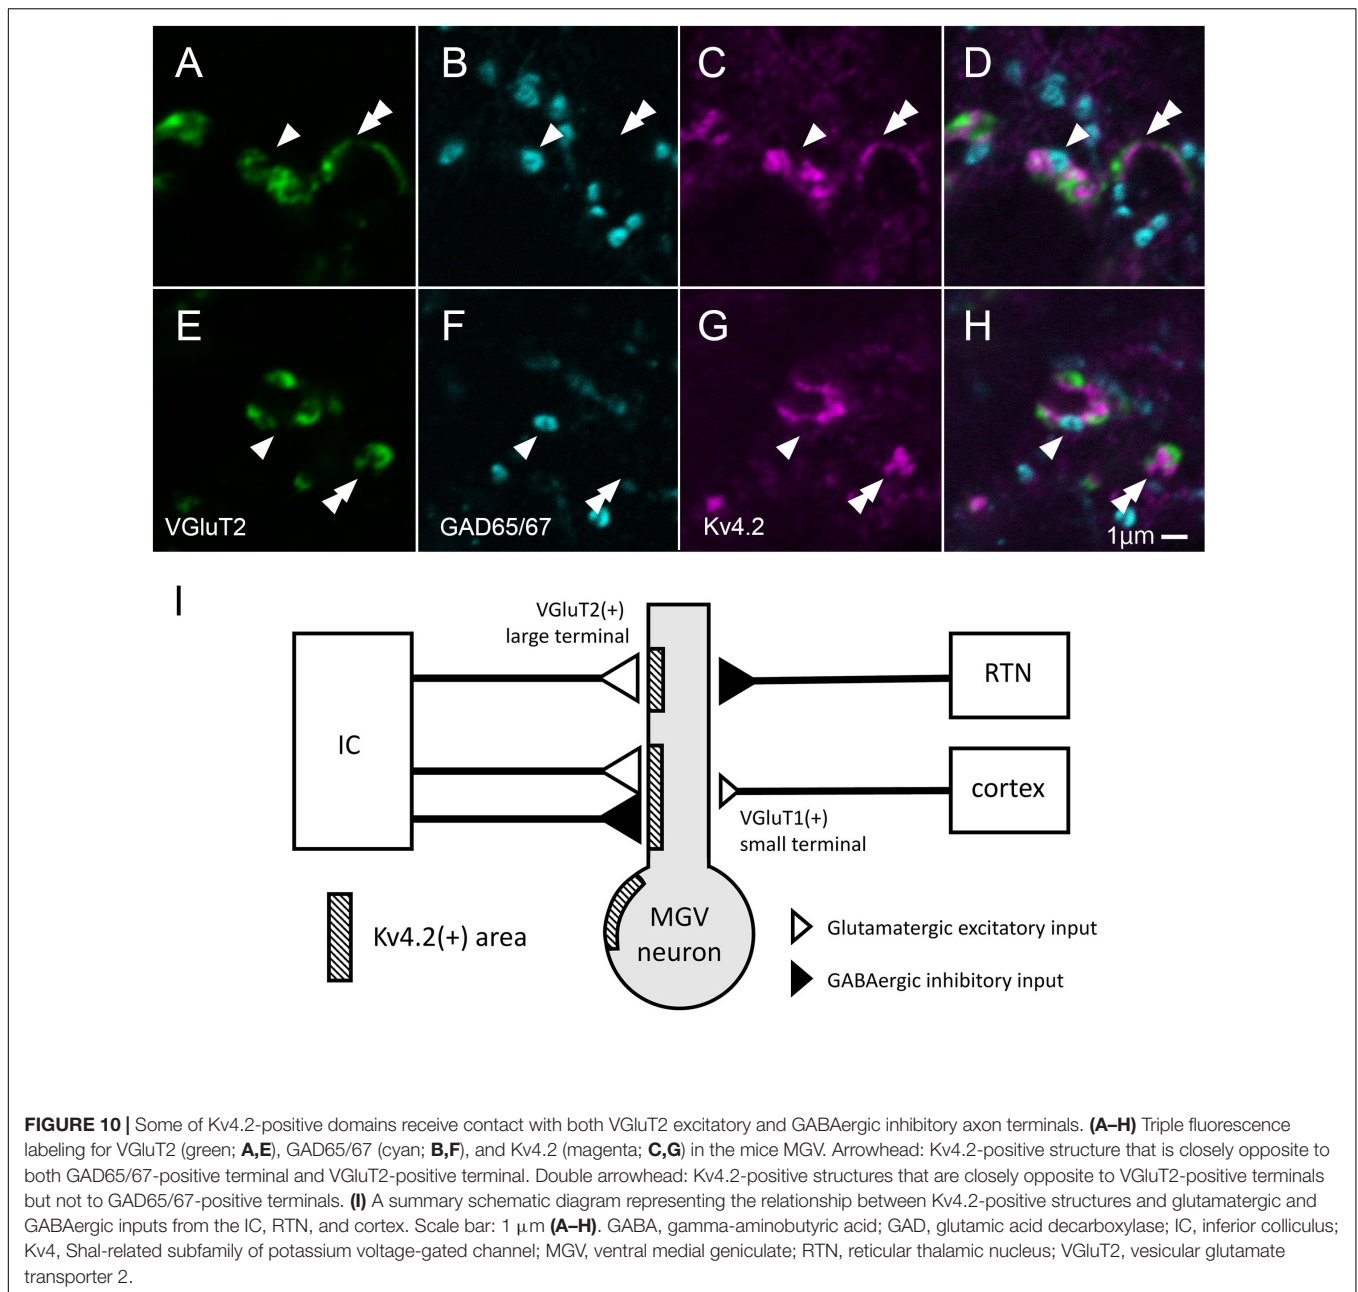 A
B
C
D
E
F
G
H
VGluT2
GAD65/67
Kv4.2
1µm
I
VGluT2(+)
large terminal
RTN
IC
cortex
VGluT1(+)
small terminal
MGV
neuron
Kv4.2(+) area
Glutamatergic excitatory input
GABAergic inhibitory input
FIGURE 10 | Some of Kv4.2-positive domains receive contact with both VGluT2 excitatory and GABAergic inhibitory axon terminals. (A–H) Triple fluorescence
labeling for VGluT2 (green; A,E), GAD65/67 (cyan; B,F), and Kv4.2 (magenta; C,G) in the mice MGV. Arrowhead: Kv4.2-positive structure that is closely opposite to
both GAD65/67-positive terminal and VGluT2-positive terminal. Double arrowhead: Kv4.2-positive structures that are closely opposite to VGluT2-positive terminals
but not to GAD65/67-positive terminals. (I) A summary schematic diagram representing the relationship between Kv4.2-positive structures and glutamatergic and
GABAergic inputs from the IC, RTN, and cortex. Scale bar: 1 µm (A–H). GABA, gamma-aminobutyric acid; GAD, glutamic acid decarboxylase; IC, inferior colliculus;
Kv4, Shal-related subfamily of potassium voltage-gated channel; MGV, ventral medial geniculate; RTN, reticular thalamic nucleus; VGluT2, vesicular glutamate
transporter 2.